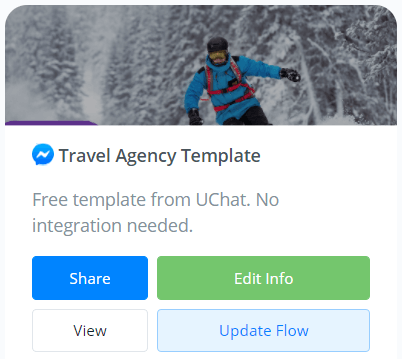 Travel Agency Template
Free template from UChat. No
integration needed.
Share
Edit Info
View
Update Flow